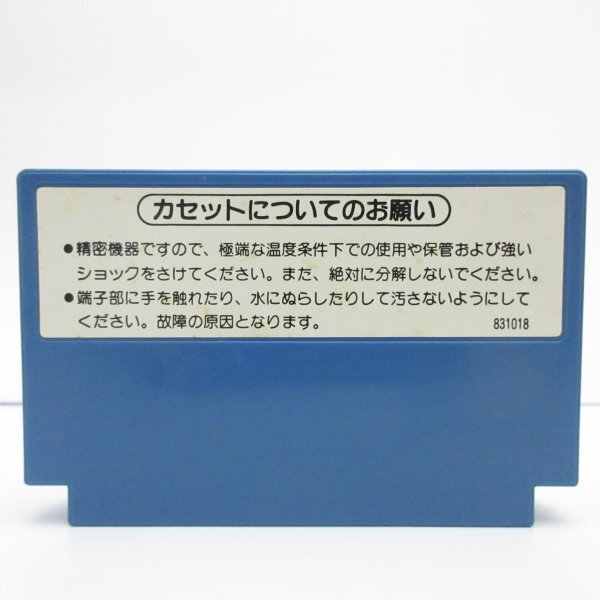 カセットについてのお願い
●精密機器ですので、極端な温度条件下での使用や保管および強い
ショックをさけてください。また、絶対に分解しないでください。
●端子部に手を触れたり、水にぬらしたりして汚さないようにして
ください。故障の原因となります。
831018